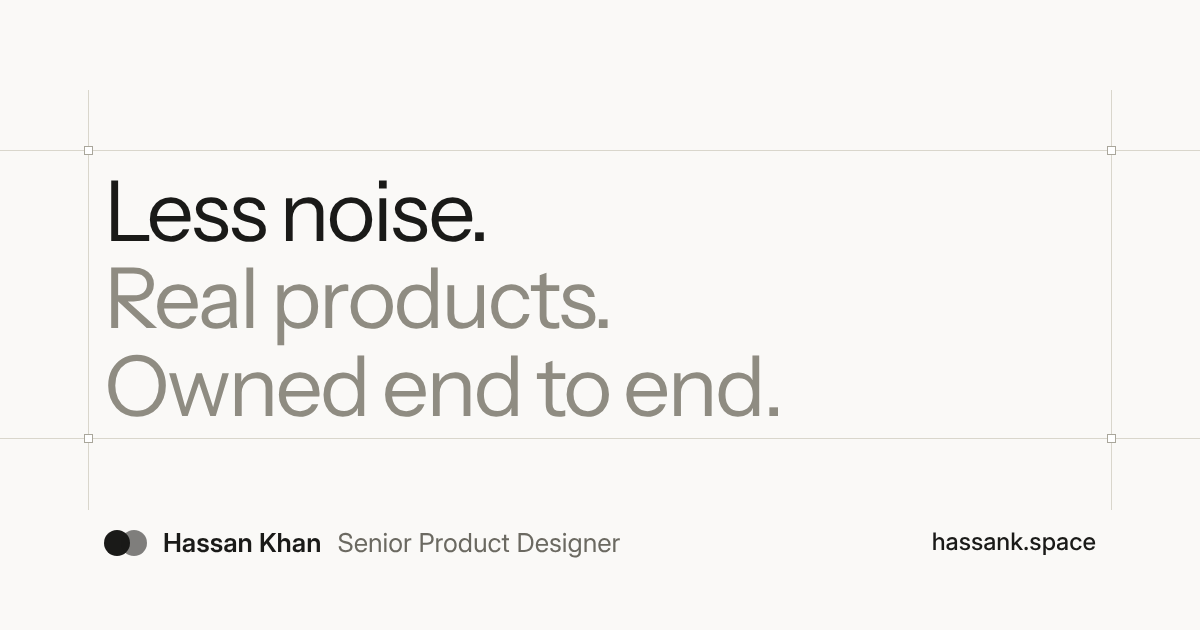 Less noise.
Real products.
Owned end to end.
Hassan Khan Senior Product Designer
hassank.space